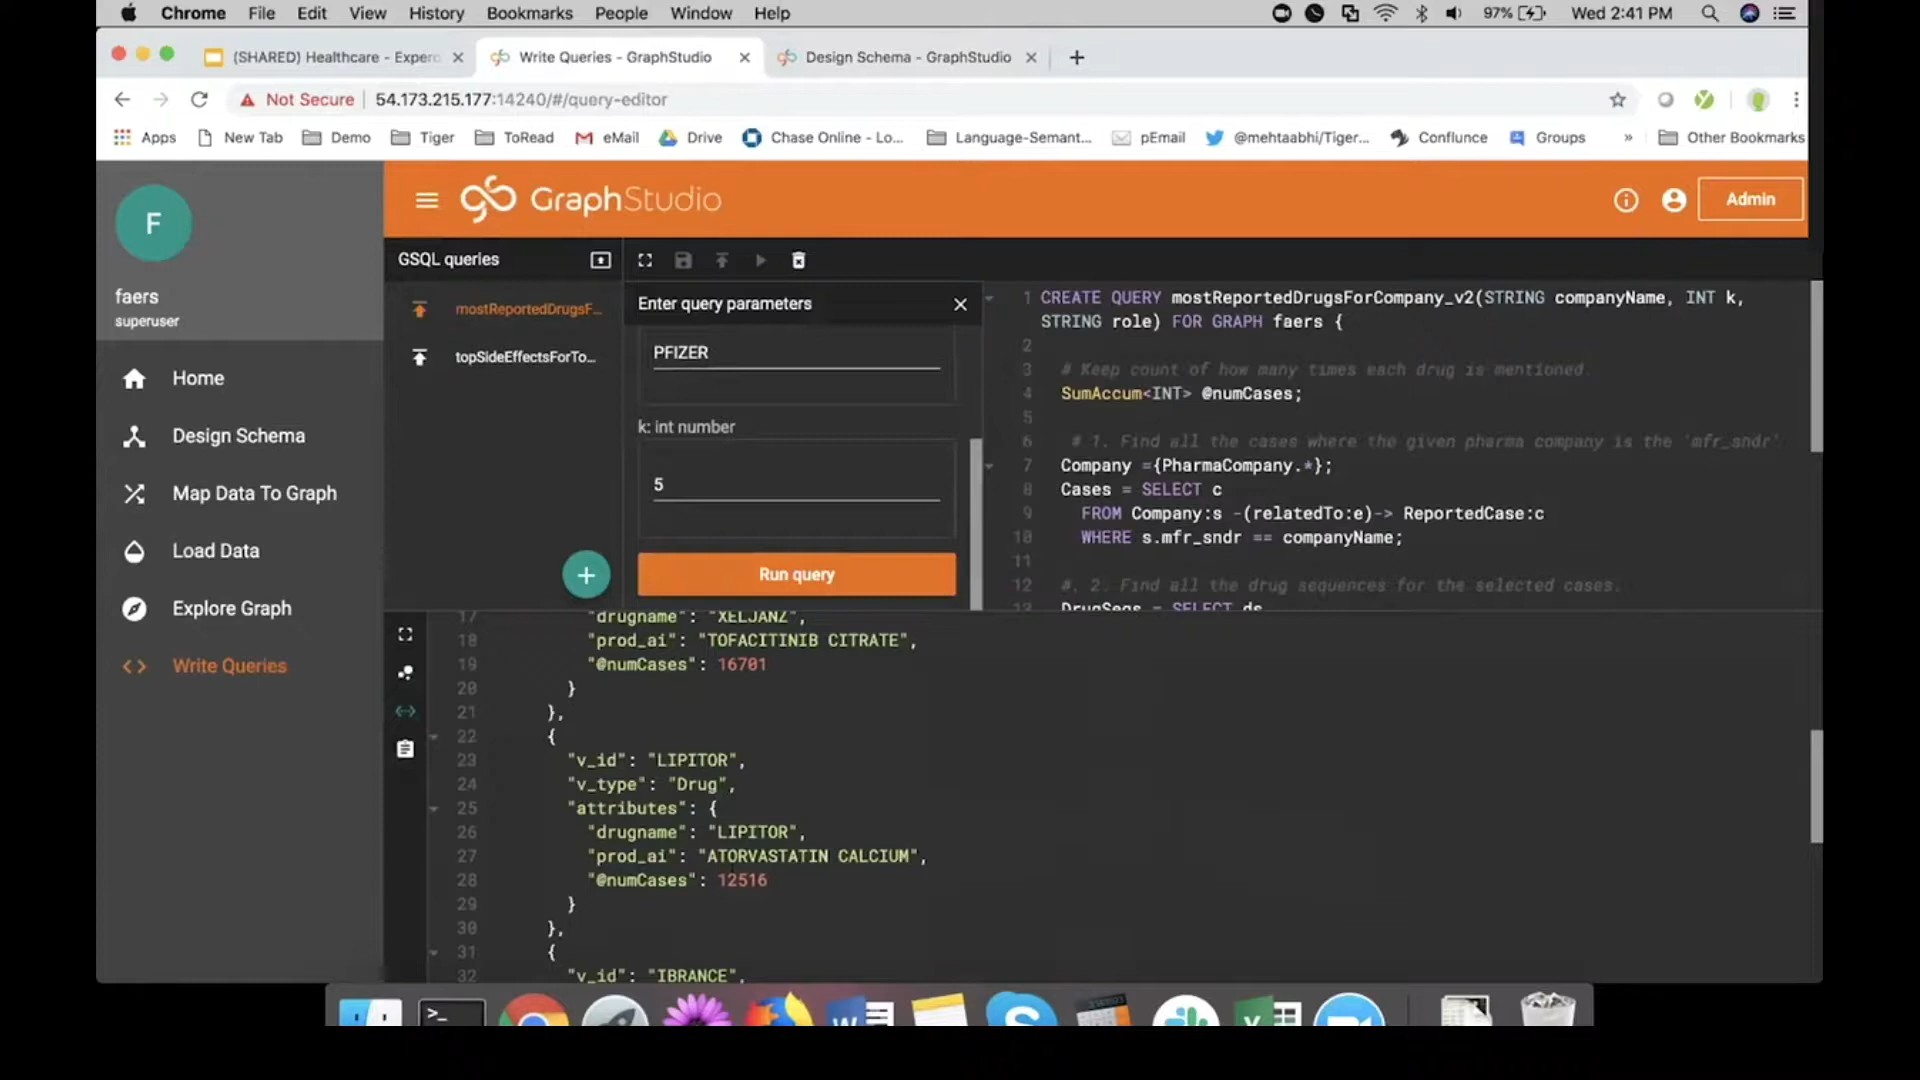 Chrome File Edit View History Bookmarks People Window Help 97% Wed 2:41 PM
(SHARED) Healthcare - Exper Write Queries - GraphStudio Design Schema - GraphStudio
Not Secure 54.173.215.177:14240/#/query-editor
Apps New Tab Demo Tiger ToRead eMail Drive Chase Online - Lo... Language-Semant... pEmail @mehtaabhi/Tiger... Conflunce Groups » Other Bookmarks
F
faers
superuser
Home
Design Schema
Map Data To Graph
Load Data
Explore Graph
Write Queries
GraphStudio
Admin
GSQL queries
mostReportedDrugsF...
topSideEffectsForTo...
Enter query parameters
PFIZER
k: int number
5
Run query
1 CREATE QUERY mostReportedDrugsForCompany_v2(STRING companyName, INT k,
STRING role) FOR GRAPH faers {
2
3 # Keep count of how many times each drug is mentioned.
4 SumAccum<INT> @numCases;
5
6 # 1. Find all the cases where the given pharma company is the 'mfr_sndr'
7 Company ={PharmaCompany.*};
8 Cases = SELECT c
9 FROM Company:s -(relatedTo:e)-> ReportedCase:c
10 WHERE s.mfr_sndr == companyName;
11
12 #. 2. Find all the drug sequences for the selected cases.
13 DrugSeqs = SELECT ds
17 "drugname": "XELJANZ",
18 "prod_ai": "TOFACITINIB CITRATE",
19 "@numCases": 16701
20 }
21 },
22 {
23 "v_id": "LIPITOR",
24 "v_type": "Drug",
25 "attributes": {
26 "drugname": "LIPITOR",
27 "prod_ai": "ATORVASTATIN CALCIUM",
28 "@numCases": 12516
29 }
30 },
31 {
32 "v_id": "IBRANCE",